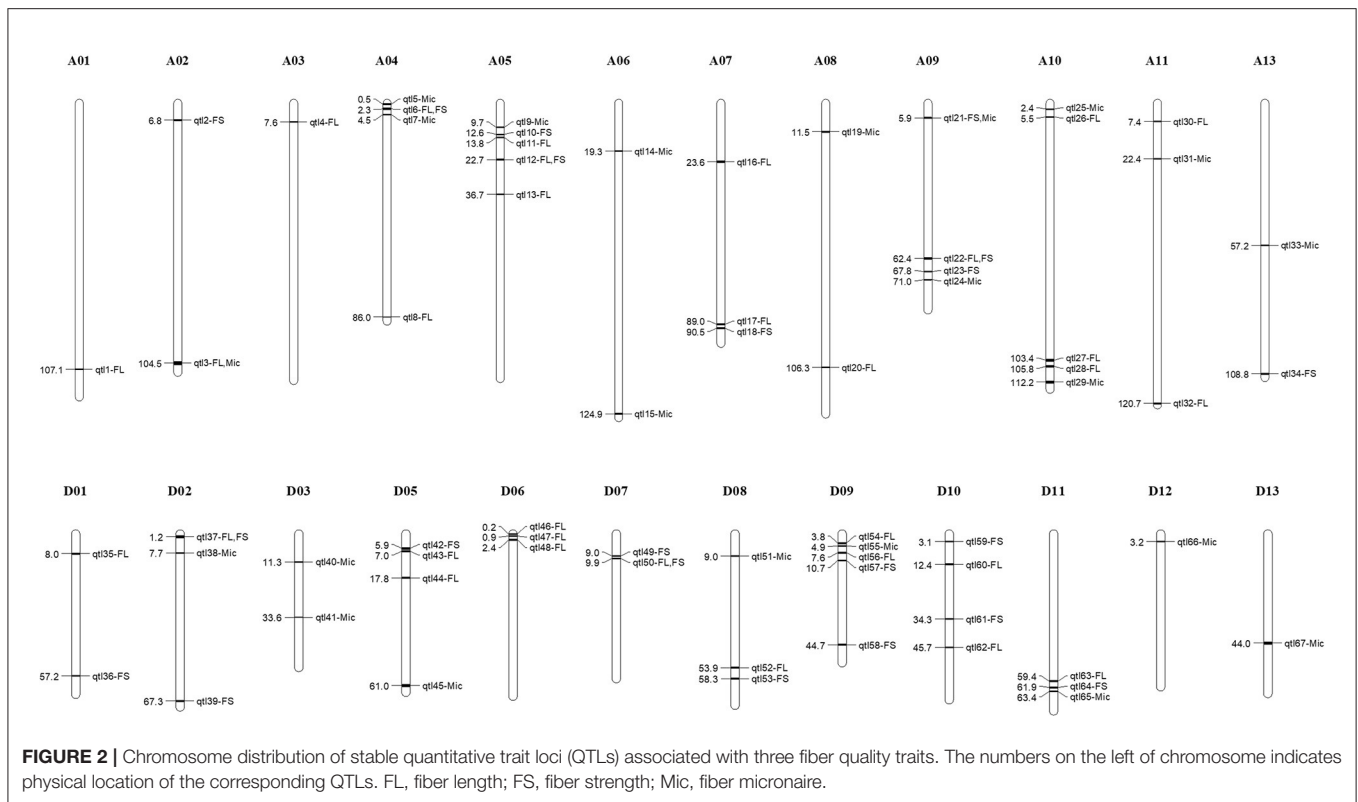 A01 A02 A03 A04 A05 A06 A07 A08 A09 A10 A11 A13
107.1 qtl1-FL
6.8 qtl2-FS
104.5 qtl3-FL,Mic
7.6 qtl4-FL
0.5 qtl5-Mic
2.3 qtl6-FL,FS
4.5 qtl7-Mic
86.0 qtl8-FL
9.7 qtl9-Mic
12.6 qtl10-FS
13.8 qtl11-FL
22.7 qtl12-FL,FS
36.7 qtl13-FL
19.3 qtl14-Mic
124.9 qtl15-Mic
23.6 qtl16-FL
89.0 qtl17-FL
90.5 qtl18-FS
11.5 qtl19-Mic
106.3 qtl20-FL
5.9 qtl21-FS,Mic
62.4 qtl22-FL,FS
67.8 qtl23-FS
71.0 qtl24-Mic
2.4 qtl25-Mic
5.5 qtl26-FL
103.4 qtl27-FL
105.8 qtl28-FL
112.2 qtl29-Mic
7.4 qtl30-FL
22.4 qtl31-Mic
120.7 qtl32-FL
57.2 qtl33-Mic
108.8 qtl34-FS
D01 D02 D03 D05 D06 D07 D08 D09 D10 D11 D12 D13
8.0 qtl35-FL
57.2 qtl36-FS
1.2 qtl37-FL,FS
7.7 qtl38-Mic
67.3 qtl39-FS
11.3 qtl40-Mic
33.6 qtl41-Mic
5.9 qtl42-FS
7.0 qtl43-FL
17.8 qtl44-FL
61.0 qtl45-Mic
0.2 qtl46-FL
0.9 qtl47-FL
2.4 qtl48-FL
9.0 qtl49-FS
9.9 qtl50-FL,FS
9.0 qtl51-Mic
53.9 qtl52-FL
58.3 qtl53-FS
3.8 qtl54-FL
4.9 qtl55-Mic
7.6 qtl56-FL
10.7 qtl57-FS
44.7 qtl58-FS
3.1 qtl59-FS
12.4 qtl60-FL
34.3 qtl61-FS
45.7 qtl62-FL
59.4 qtl63-FL
61.9 qtl64-FS
63.4 qtl65-Mic
3.2 qtl66-Mic
44.0 qtl67-Mic
FIGURE 2 | Chromosome distribution of stable quantitative trait loci (QTLs) associated with three fiber quality traits. The numbers on the left of chromosome indicates
physical location of the corresponding QTLs. FL, fiber length; FS, fiber strength; Mic, fiber micronaire.